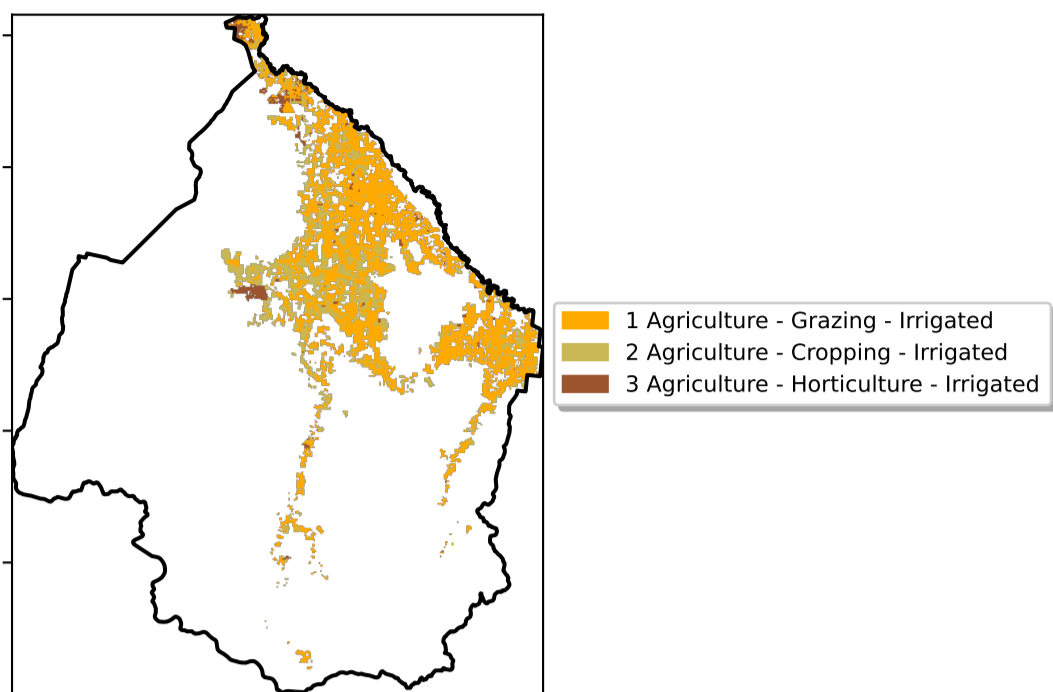 1 Agriculture - Grazing - Irrigated
2 Agriculture - Cropping - Irrigated
3 Agriculture - Horticulture - Irrigated